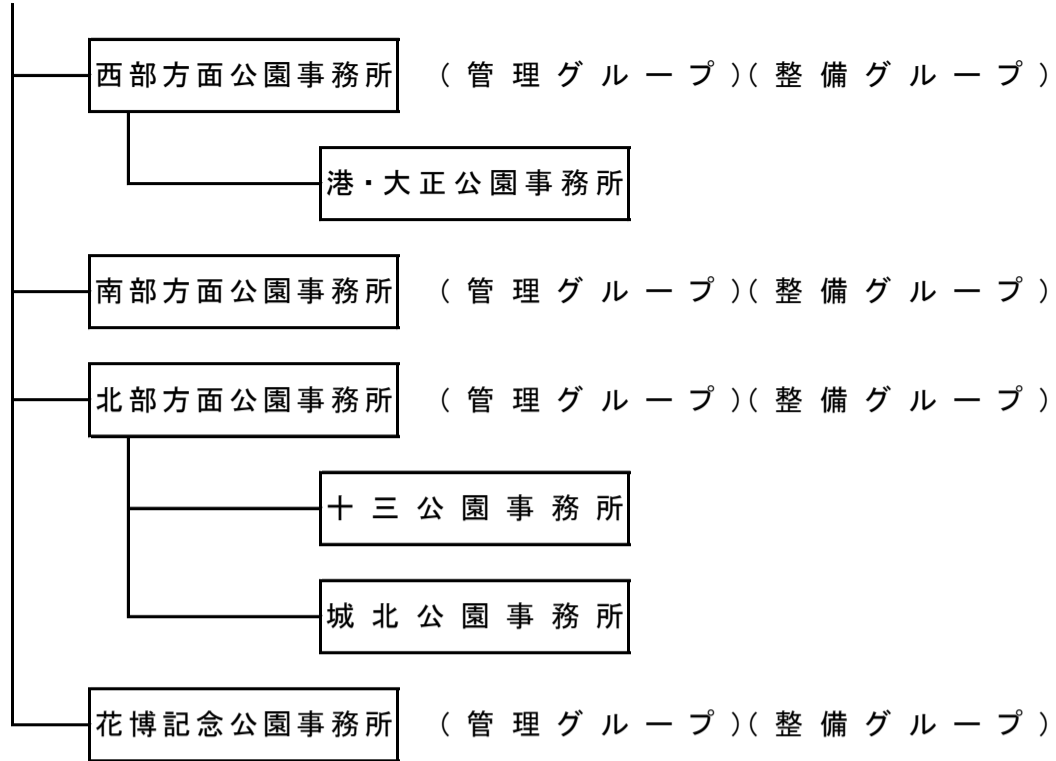 西部方面公園事務所 (管理グループ)(整備グループ)
港・大正公園事務所
南部方面公園事務所 (管理グループ)(整備グループ)
北部方面公園事務所 (管理グループ)(整備グループ)
十三公園事務所
城北公園事務所
花博記念公園事務所 (管理グループ)(整備グループ)